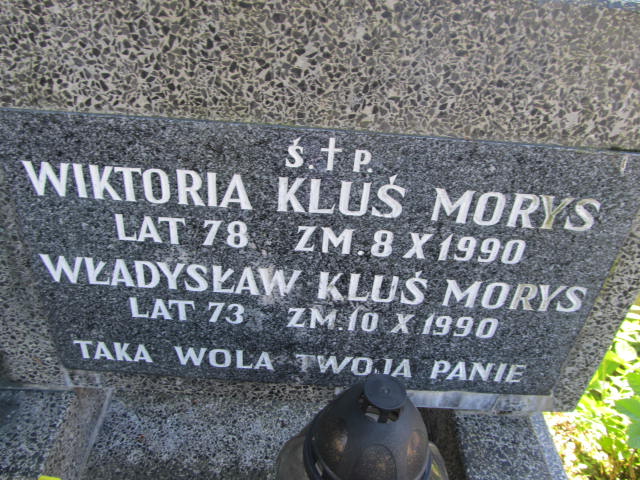 Ś.†P.
WIKTORIA KLUŚ MORYS
LAT 78 ZM.8 X 1990
WŁADYSŁAW KLUŚ MORYS
LAT 73 ZM.10 X 1990
TAKA WOLA TWOJA PANIE